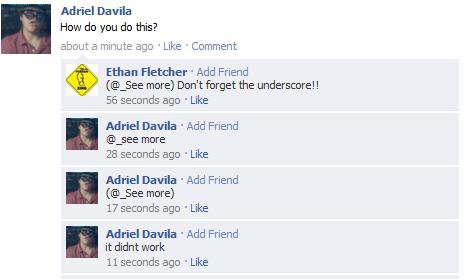 Adriel Davila
How do you do this?
about a minute ago · Like · Comment
Ethan Fletcher · Add Friend
(@_See more) Don't forget the underscore!!
56 seconds ago · Like
Adriel Davila · Add Friend
@_see more
28 seconds ago · Like
Adriel Davila · Add Friend
(@_See more)
17 seconds ago · Like
Adriel Davila · Add Friend
it didnt work
11 seconds ago · Like